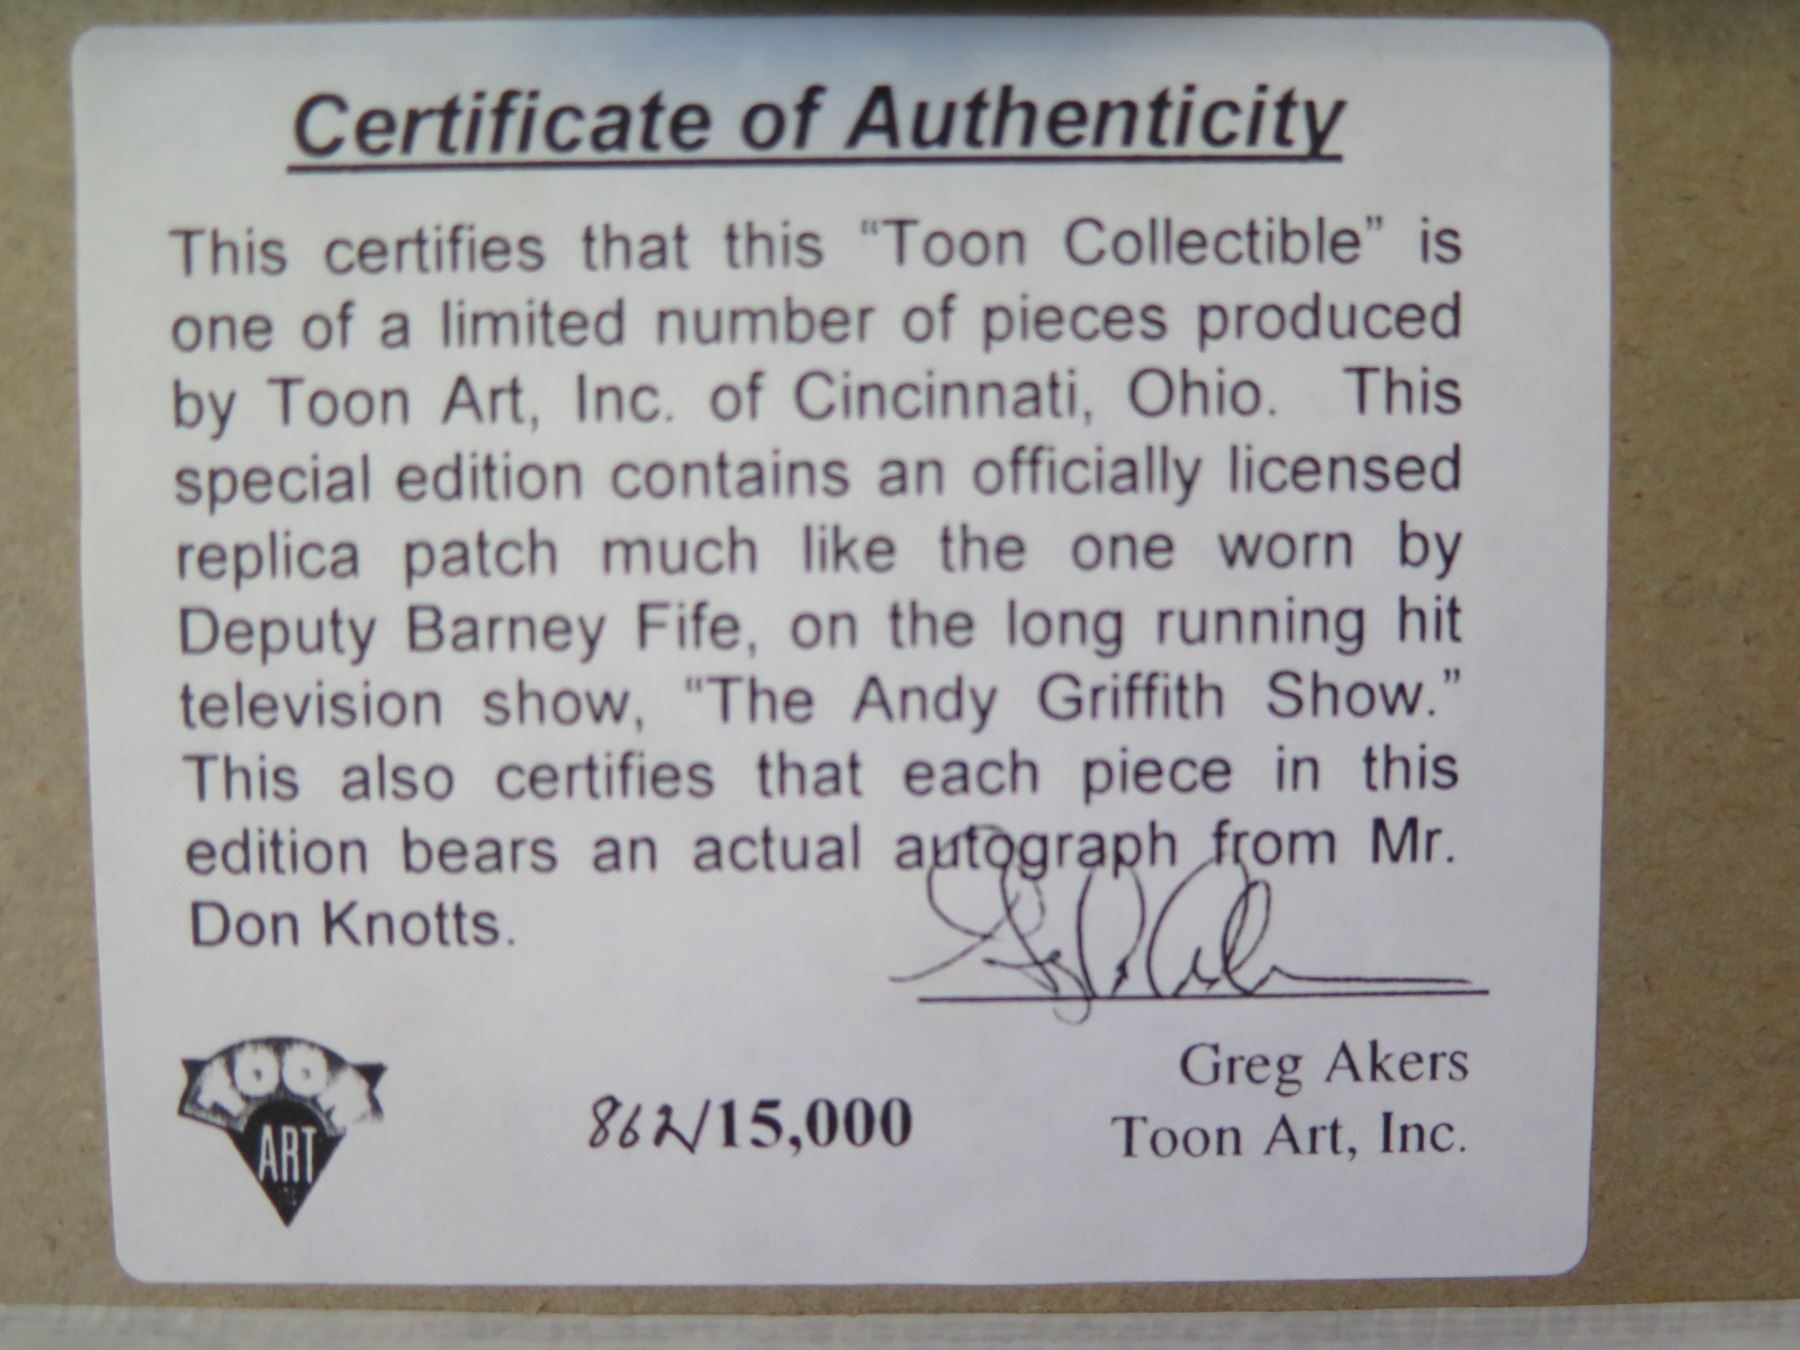 Certificate of Authenticity
This certifies that this “Toon Collectible” is
one of a limited number of pieces produced
by Toon Art, Inc. of Cincinnati, Ohio. This
special edition contains an officially licensed
replica patch much like the one worn by
Deputy Barney Fife, on the long running hit
television show, “The Andy Griffith Show.”
This also certifies that each piece in this
edition bears an actual autograph from Mr.
Don Knotts.
Greg Akers
Toon Art, Inc.
862/15,000
TOON
ART